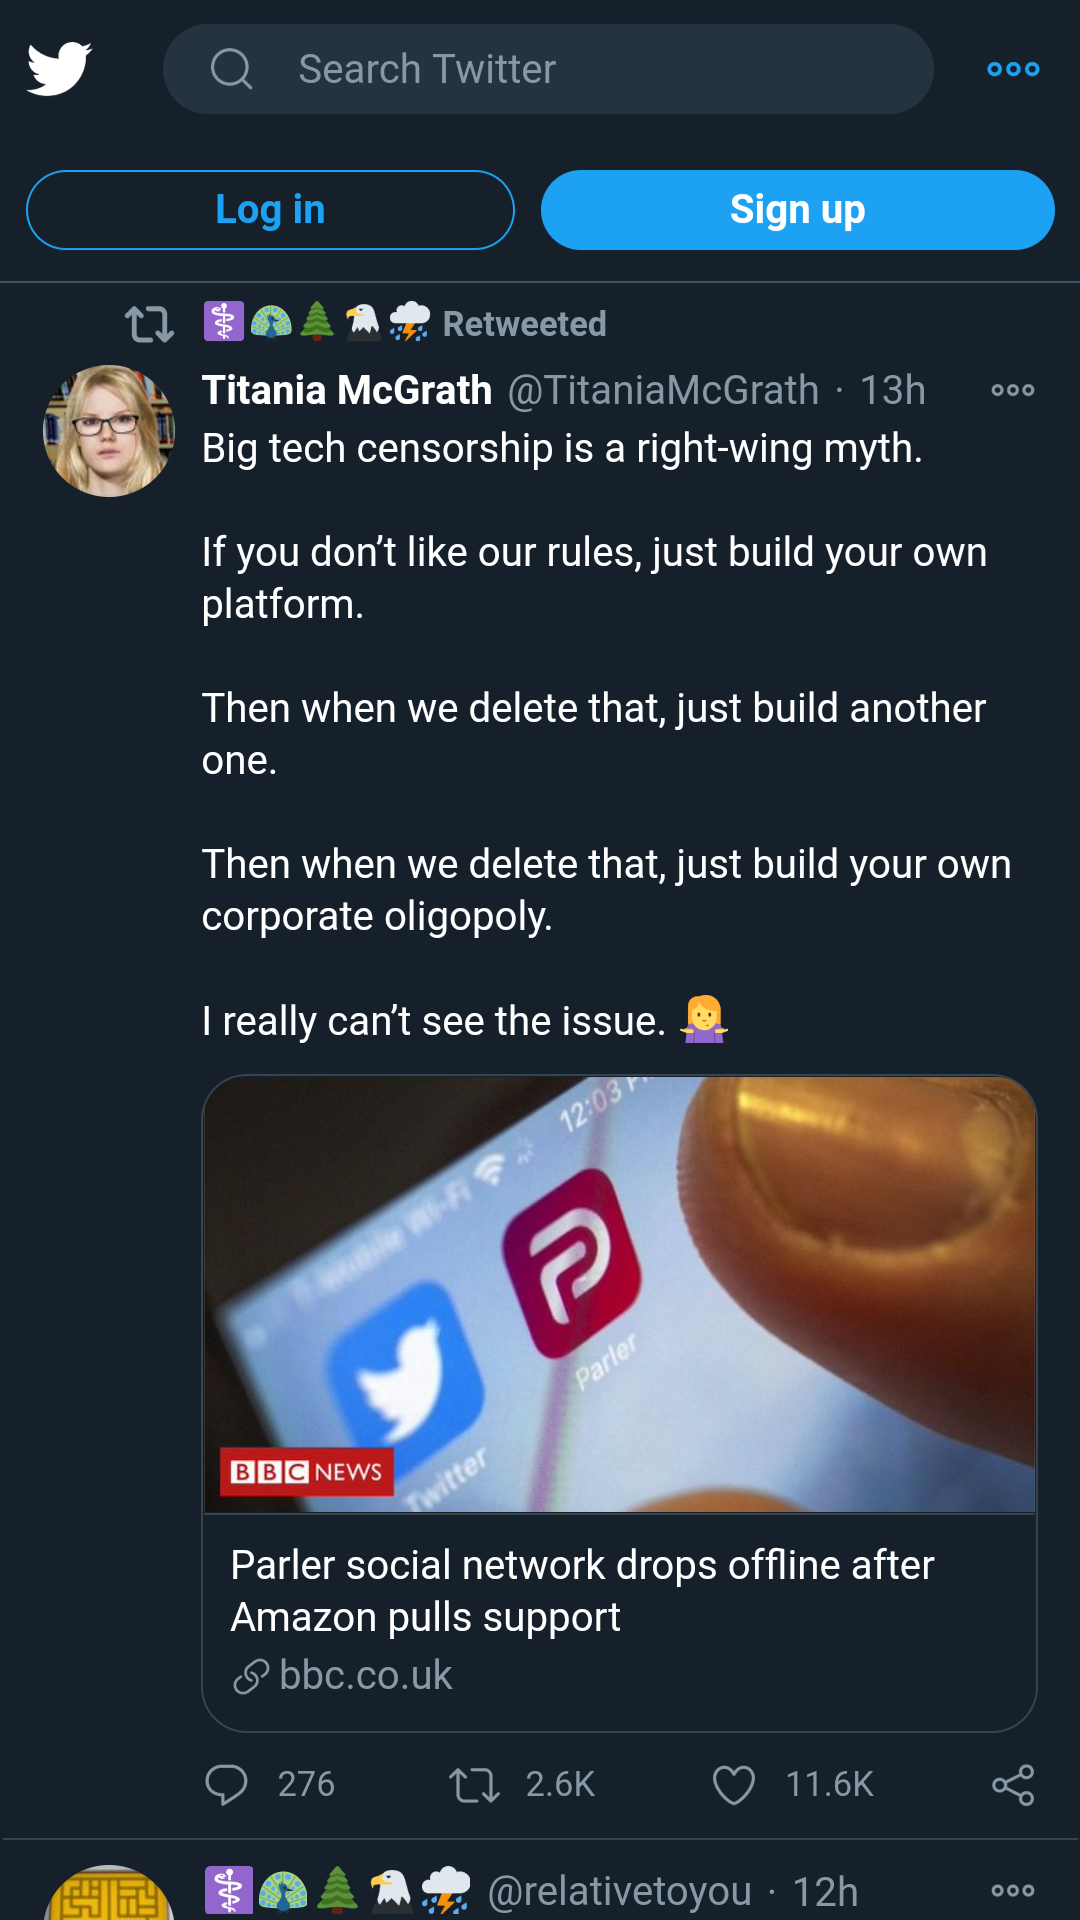 Search Twitter
Log in
Sign up
Retweeted
Titania McGrath @TitaniaMcGrath · 13h
Big tech censorship is a right-wing myth.
If you don’t like our rules, just build your own
platform.
Then when we delete that, just build another
one.
Then when we delete that, just build your own
corporate oligopoly.
I really can’t see the issue. 🤷‍♀️
12:03
Mobile Wi-Fi
Parler
Twitter
BBC NEWS
Parler social network drops offline after
Amazon pulls support
bbc.co.uk
276 2.6K 11.6K
@relativetoyou · 12h